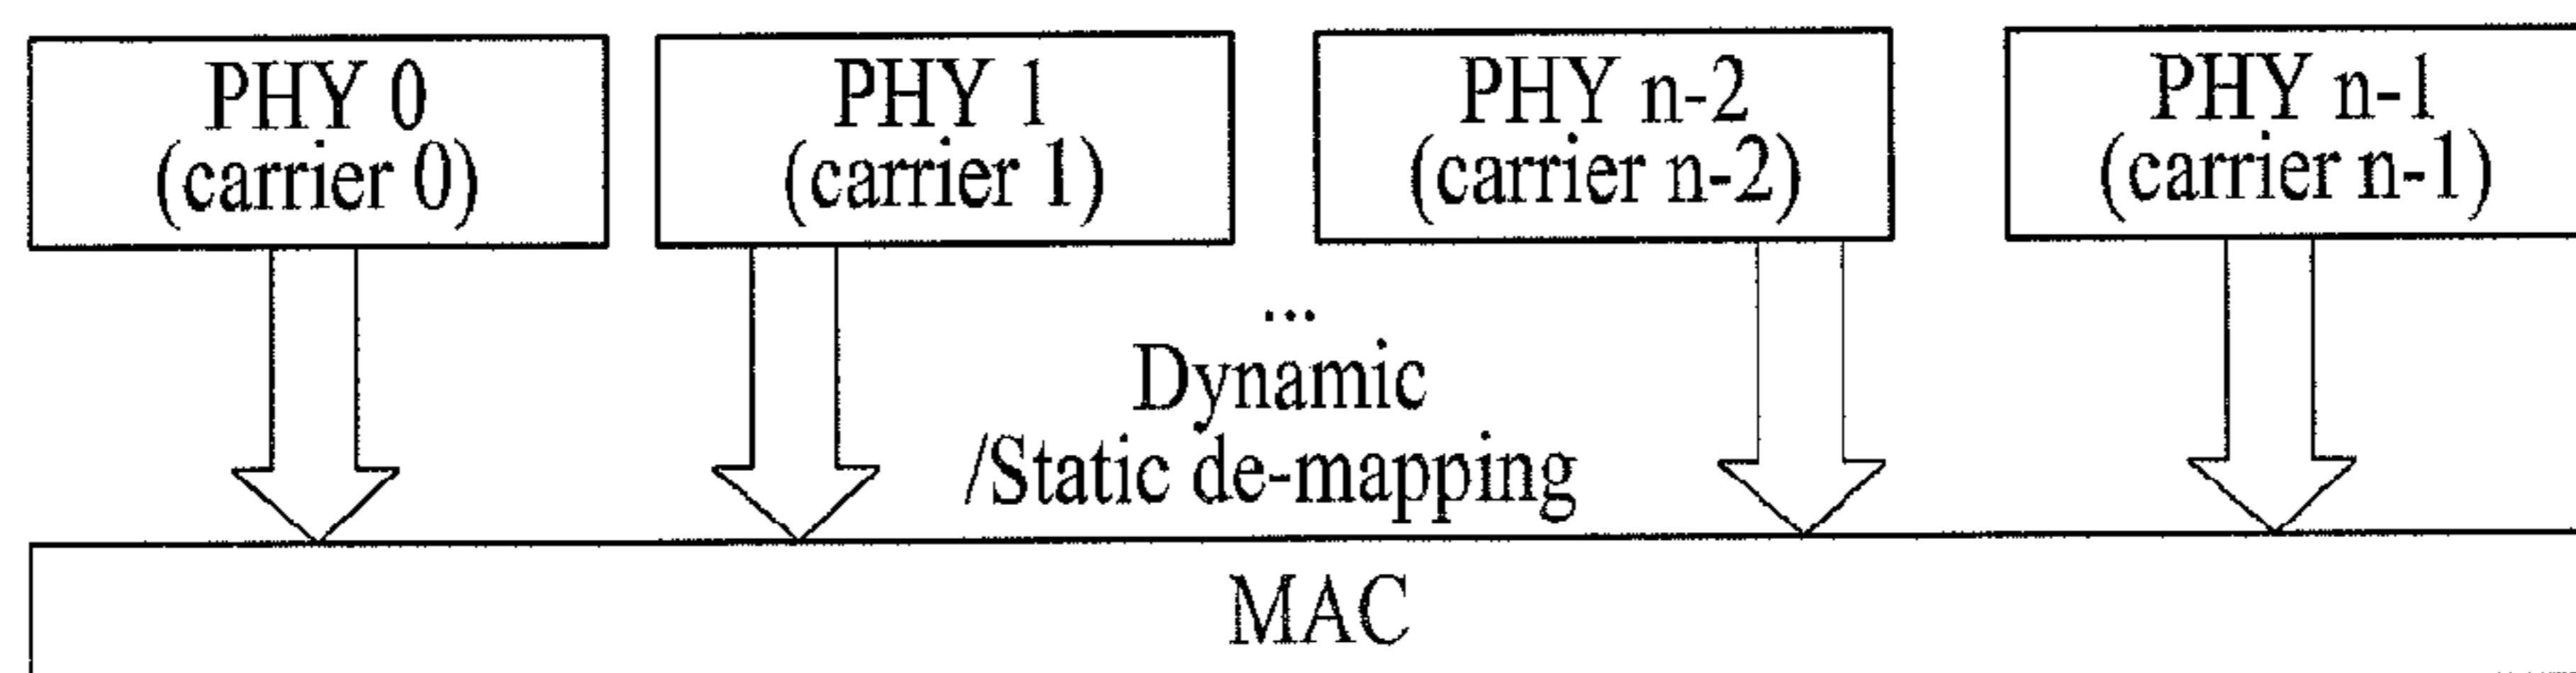 PHY 0
(carrier 0)
PHY 1
(carrier 1)
PHY n-2
(carrier n-2)
PHY n-1
(carrier n-1)
...
Dynamic
/Static de-mapping
MAC